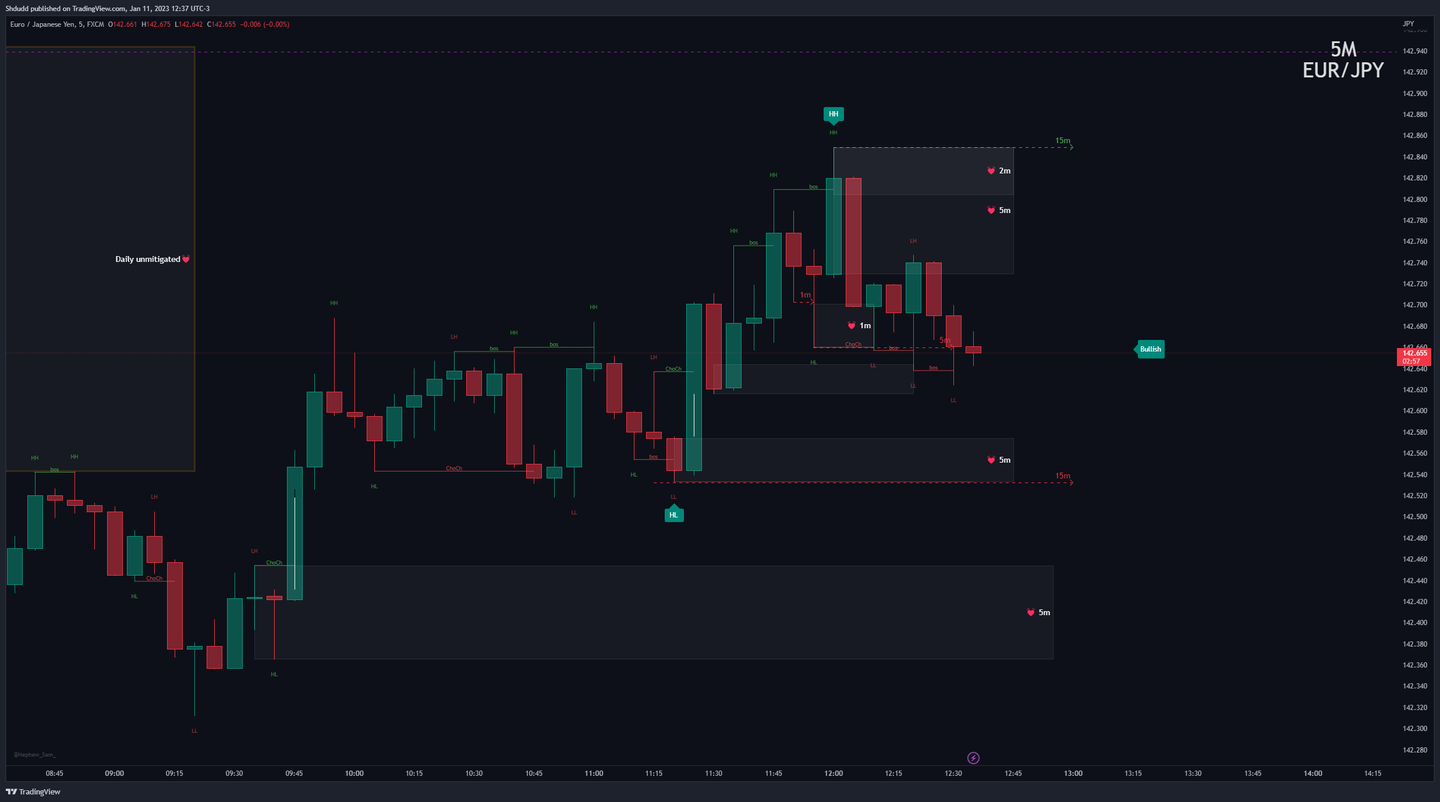 Shdudd published on TradingView.com, Jan 11, 2023 12:37 UTC-3
Euro / Japanese Yen, 5, FXCM O142.661 H142.675 L142.642 C142.655 −0.006 (−0.00%)
JPY
5M
EUR/JPY
142.940
142.920
142.900
142.880
142.860
142.840
142.820
142.800
142.780
142.760
142.740
142.720
142.700
142.680
142.660
142.655
02:57
142.640
142.620
142.600
142.580
142.560
142.540
142.520
142.500
142.480
142.460
142.440
142.420
142.400
142.380
142.360
142.340
142.320
142.300
142.280
HH
HH
15m
2m
HH
bos
5m
HH
bos
LH
Daily unmitigated
1m
HH
HH
1m
HH
LH
bos
bos
LH
ChoCh
bos
5m
Bullish
HL
LL
bos
ChoCh
LL
LL
HH
HH
bos
ChoCh
HL
bos
HL
5m
15m
LH
HL
LL
LL
HL
LH
ChoCh
ChoCh
HL
5m
HL
LL
@Nephew_Sam_
08:45 09:00 09:15 09:30 09:45 10:00 10:15 10:30 10:45 11:00 11:15 11:30 11:45 12:00 12:15 12:30 12:45 13:00 13:15 13:30 13:45 14:00 14:15
TradingView